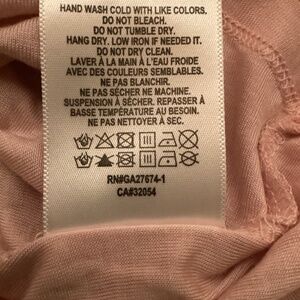 HAND WASH COLD WITH LIKE COLORS.
DO NOT BLEACH.
DO NOT TUMBLE DRY.
HANG DRY. LOW IRON IF NEEDED IT.
DO NOT DRY CLEAN.
LAVER À LA MAIN À L'EAU FROIDE
AVEC DES COULEURS SEMBLABLES.
NE PAS BLANCHIR.
NE PAS SÉCHER NE MACHINE.
SUSPENSION À SÉCHER. REPASSER À
BASSE TEMPÉRATURE AU BESOIN.
NE PAS NETTOYER À SEC.
RN#GA27674-1
CA#32054